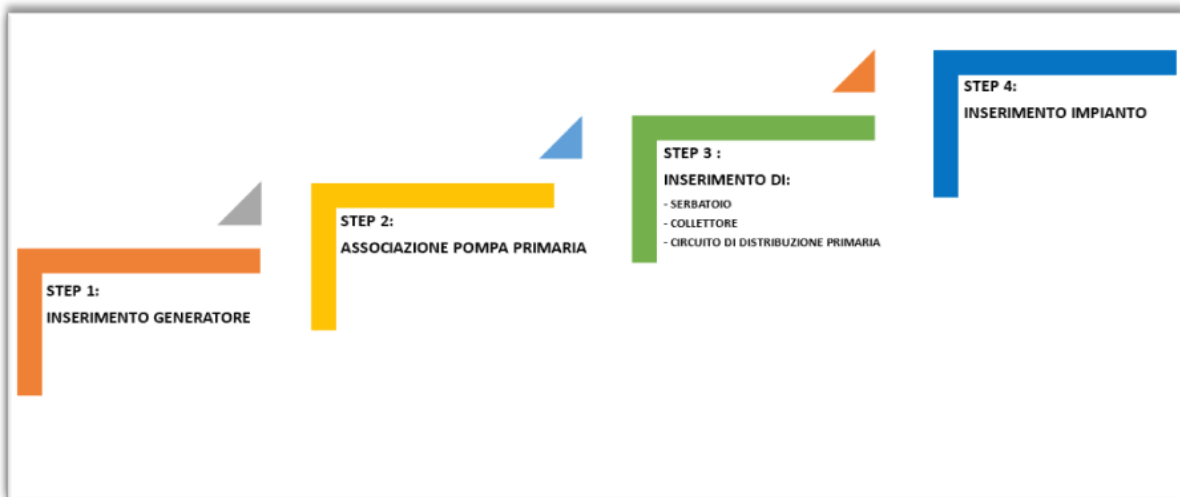 STEP 1:
INSERIMENTO GENERATORE
STEP 2:
ASSOCIAZIONE POMPA PRIMARIA
STEP 3 :
INSERIMENTO DI:
- SERBATOIO
- COLLETTORE
- CIRCUITO DI DISTRIBUZIONE PRIMARIA
STEP 4:
INSERIMENTO IMPIANTO